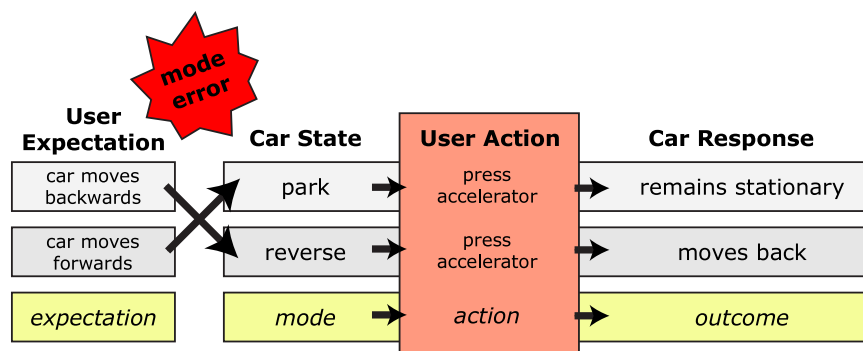 mode
error
User
Expectation
Car State
User Action
Car Response
car moves
backwards
park
press
accelerator
remains stationary
car moves
forwards
reverse
press
accelerator
moves back
expectation
mode
action
outcome